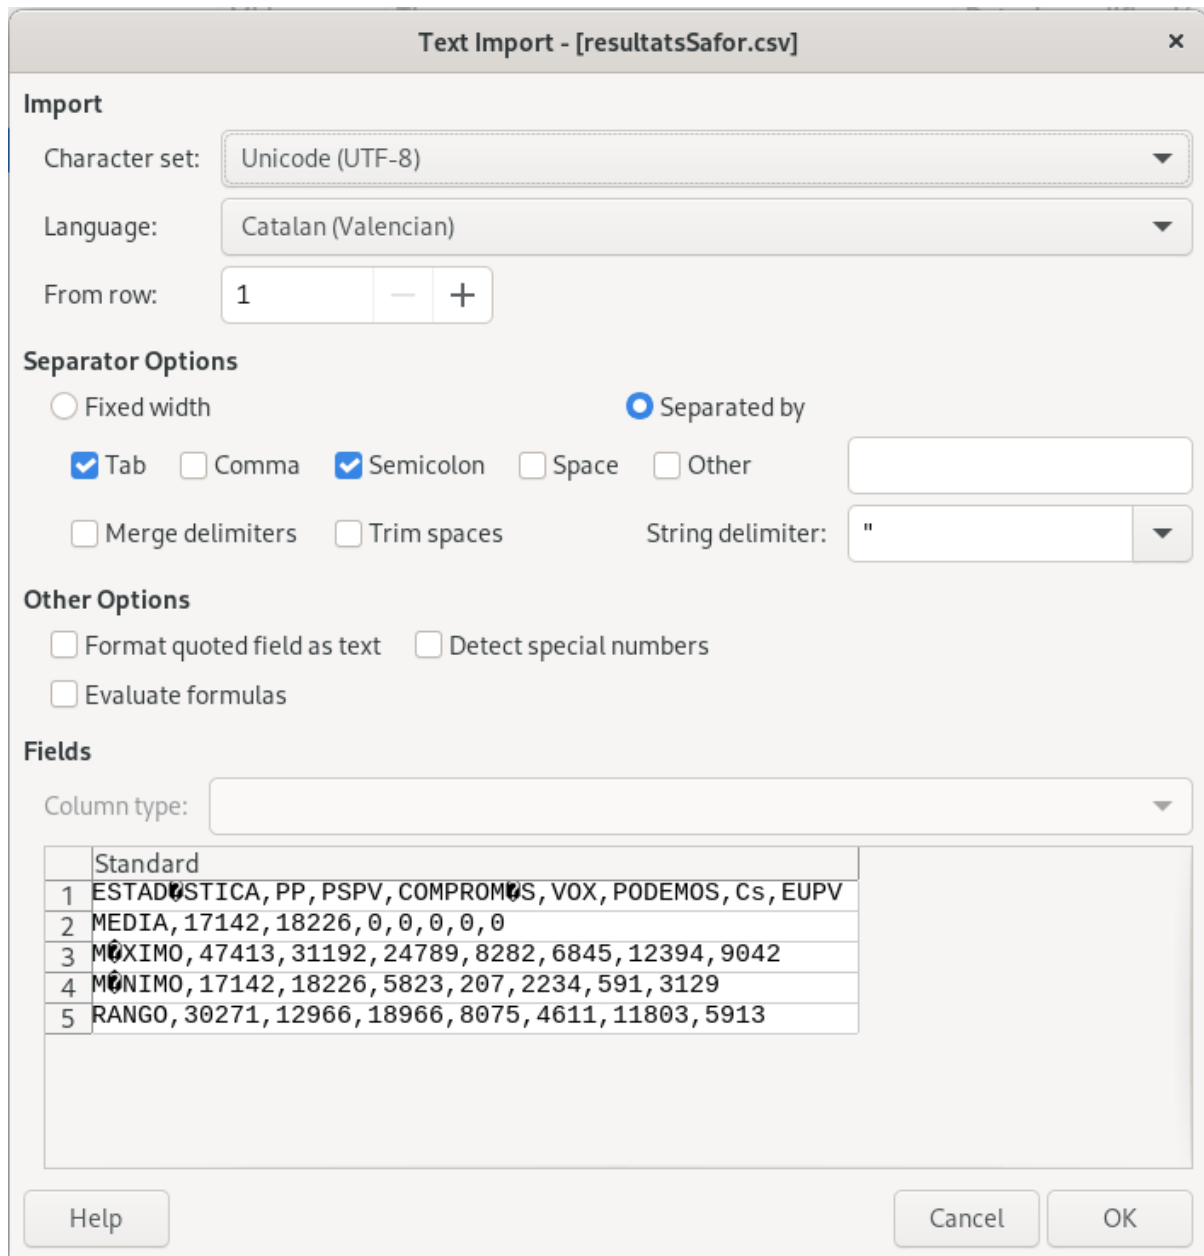 Text Import - [resultatsSafor.csv] ×
Import
Character set: Unicode (UTF-8)
Language: Catalan (Valencian)
From row: 1 — +
Separator Options
Fixed width Separated by
Tab Comma Semicolon Space Other
Merge delimiters Trim spaces String delimiter: "
Other Options
Format quoted field as text Detect special numbers
Evaluate formulas
Fields
Column type:
Standard
1 ESTAD�STICA,PP,PSPV,COMPROM�S,VOX,PODEMOS,Cs,EUPV
2 MEDIA,17142,18226,0,0,0,0,0
3 M�XIMO,47413,31192,24789,8282,6845,12394,9042
4 M�NIMO,17142,18226,5823,207,2234,591,3129
5 RANGO,30271,12966,18966,8075,4611,11803,5913
Help Cancel OK